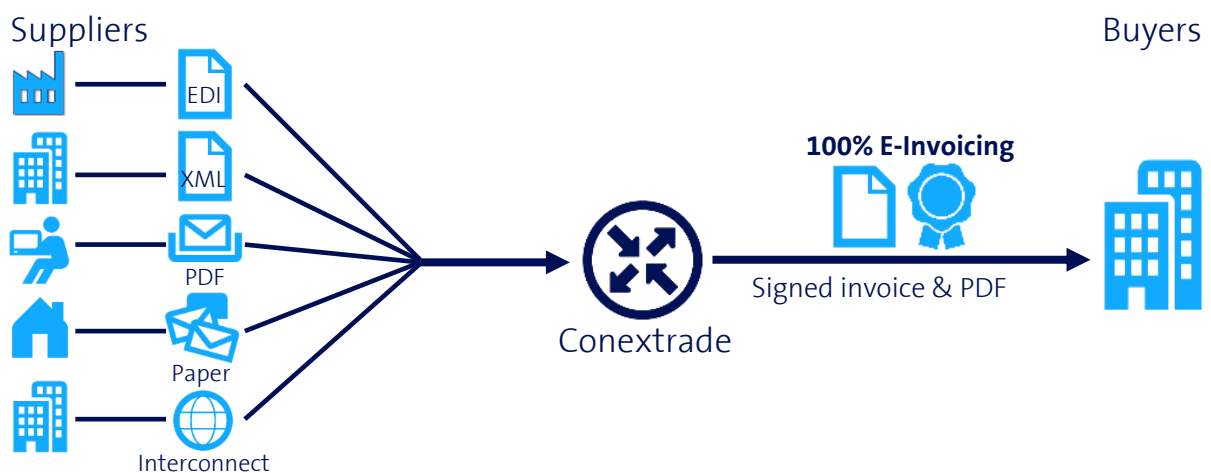 Suppliers
Buyers
EDI
XML
PDF
Paper
Interconnect
Conextrade
100% E-Invoicing
Signed invoice & PDF